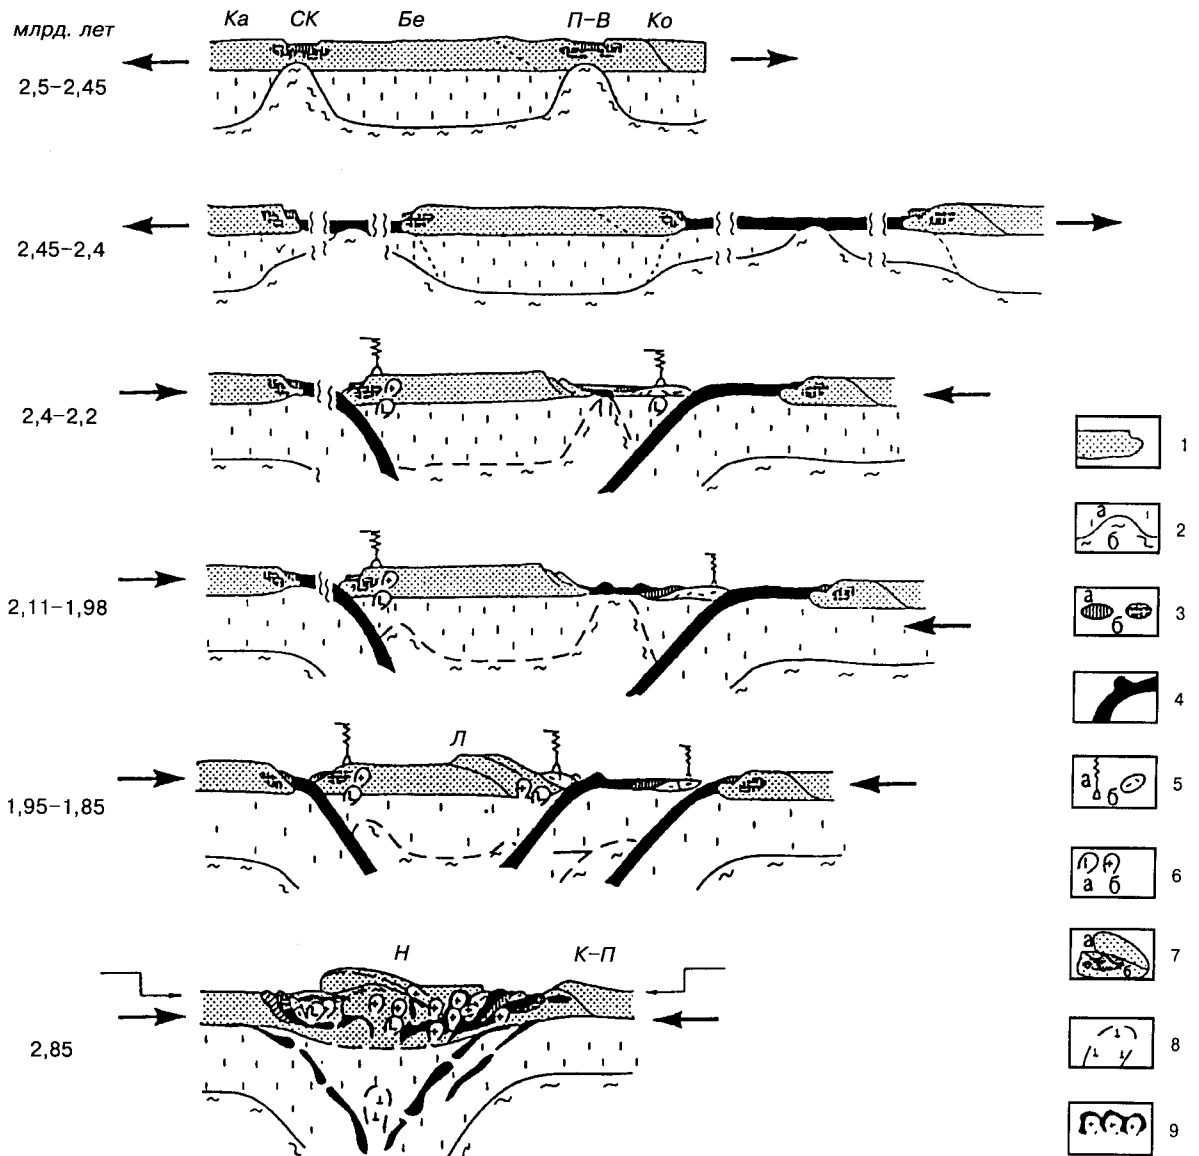 Ка СК Бе П-В Ко
млрд. лет
2,5-2,45
2,45-2,4
2,4-2,2
2,11-1,98
Л
1,95-1,85
Н К-П
2,85
1
а
б
2
а
б
3
4
а б
5
а б
6
а
б
7
8
9